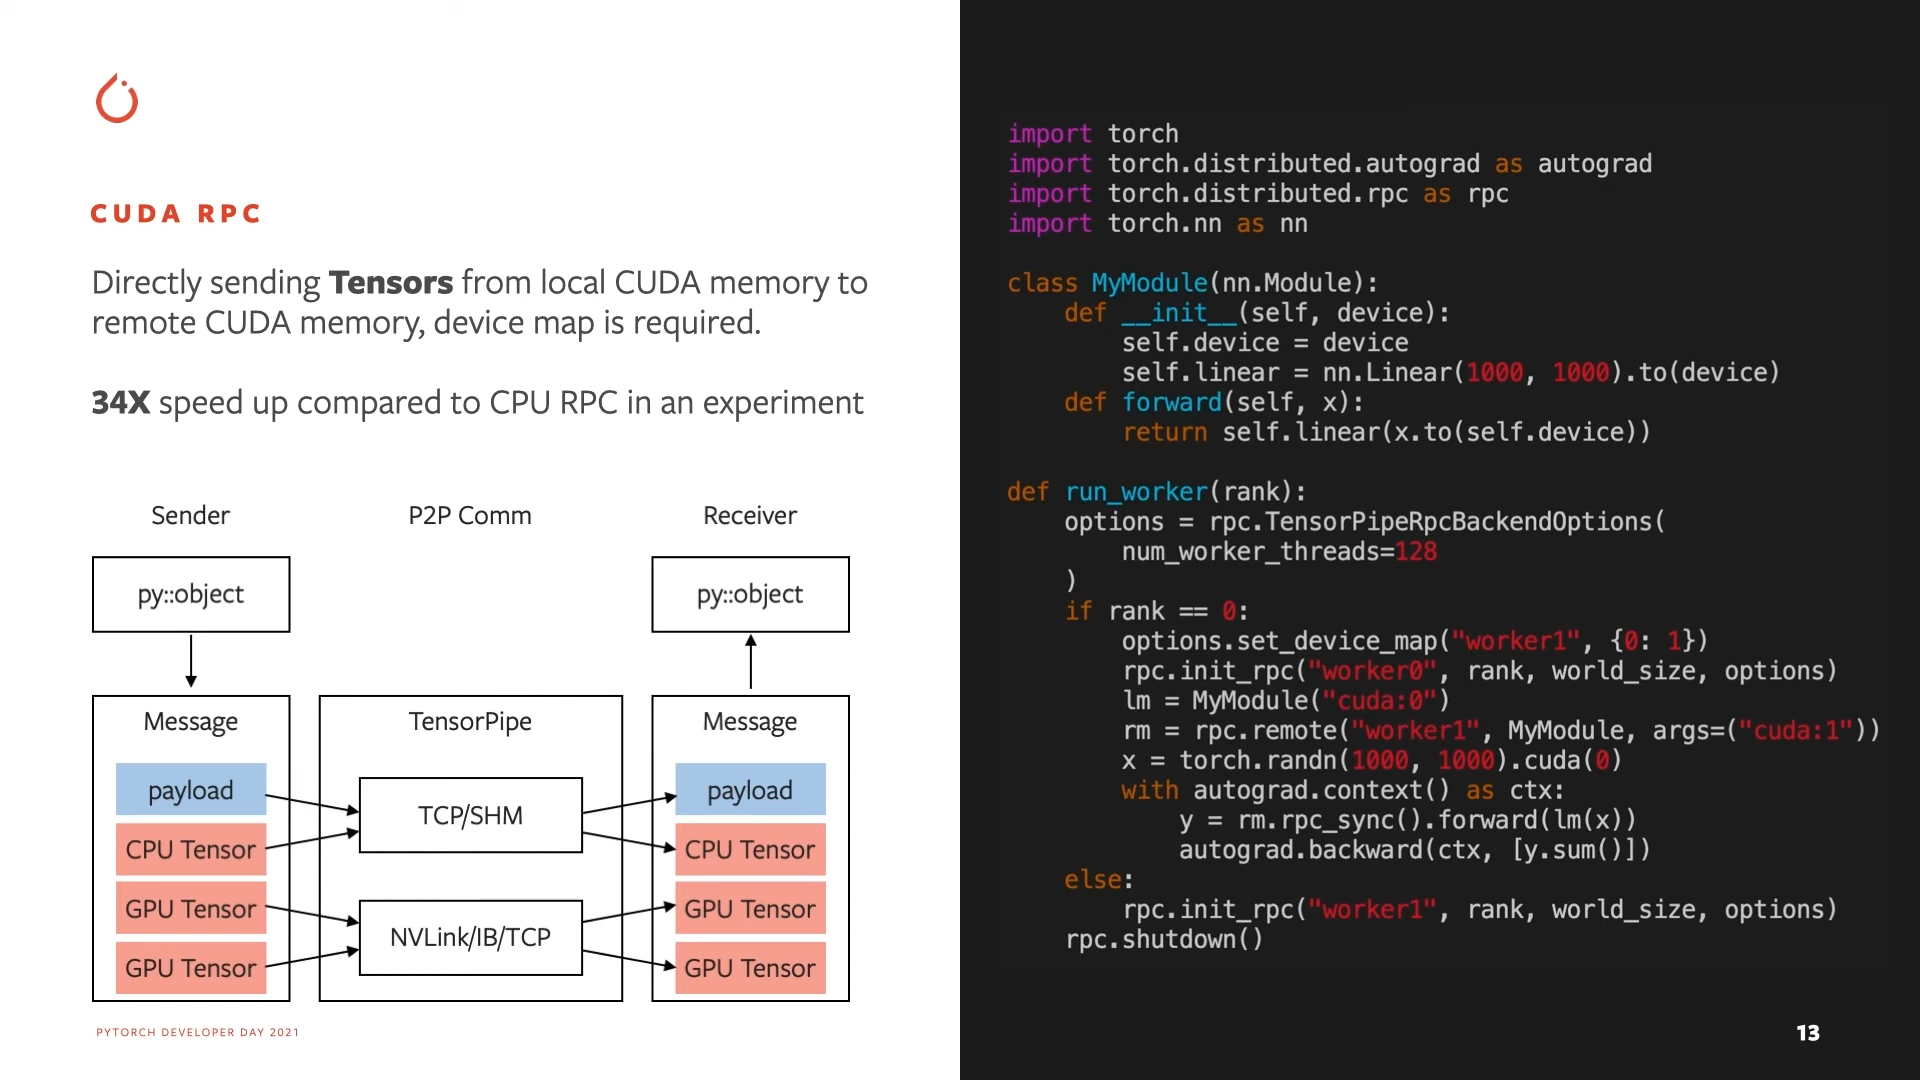 CUDA RPC
Directly sending Tensors from local CUDA memory to
remote CUDA memory, device map is required.
34X speed up compared to CPU RPC in an experiment
Sender
P2P Comm
Receiver
py::object
py::object
Message
TensorPipe
Message
payload
CPU Tensor
GPU Tensor
GPU Tensor
TCP/SHM
NVLink/IB/TCP
payload
CPU Tensor
GPU Tensor
GPU Tensor
PYTORCH DEVELOPER DAY 2021
import torch
import torch.distributed.autograd as autograd
import torch.distributed.rpc as rpc
import torch.nn as nn
class MyModule(nn.Module):
    def __init__(self, device):
        self.device = device
        self.linear = nn.Linear(1000, 1000).to(device)
    def forward(self, x):
        return self.linear(x.to(self.device))
def run_worker(rank):
    options = rpc.TensorPipeRpcBackendOptions(
        num_worker_threads=128
    )
    if rank == 0:
        options.set_device_map("worker1", {0: 1})
        rpc.init_rpc("worker0", rank, world_size, options)
        lm = MyModule("cuda:0")
        rm = rpc.remote("worker1", MyModule, args=("cuda:1"))
        x = torch.randn(1000, 1000).cuda(0)
        with autograd.context() as ctx:
            y = rm.rpc_sync().forward(lm(x))
            autograd.backward(ctx, [y.sum()])
    else:
        rpc.init_rpc("worker1", rank, world_size, options)
    rpc.shutdown()
13